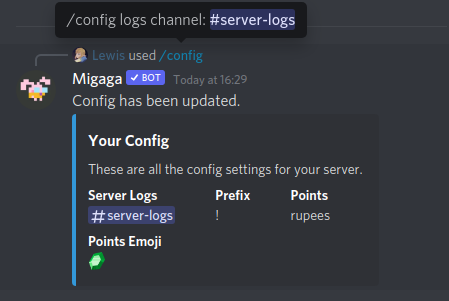 /config logs channel: #server-logs
Lewis used /config
Migaga ✓ BOT Today at 16:29
Config has been updated.
Your Config
These are all the config settings for your server.
Server Logs Prefix Points
#server-logs ! rupees
Points Emoji